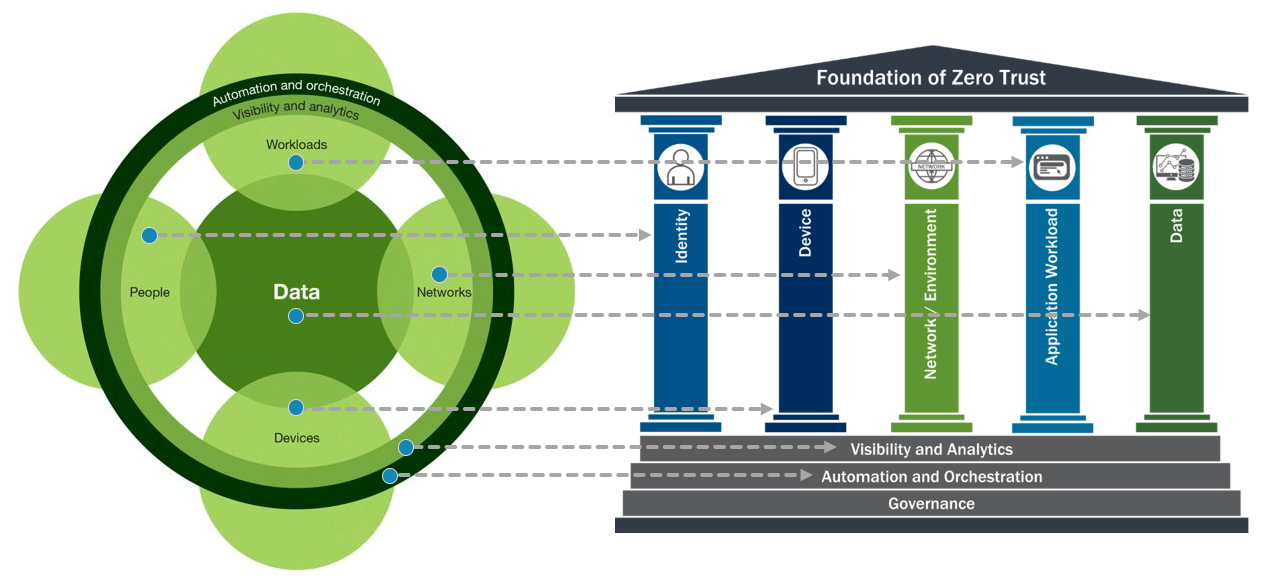 Automation and orchestration
Visibility and analytics
Workloads
People
Data
Networks
Devices
Foundation of Zero Trust
NETWORK
Identity
Device
Network / Environment
Application Workload
Data
Visibility and Analytics
Automation and Orchestration
Governance